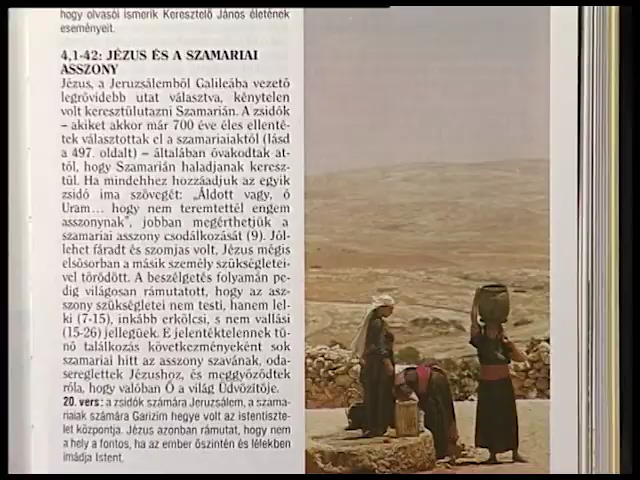 hogy olvasói ismerik Keresztelő János életének
eseményeit.
4,1-42: JÉZUS ÉS A SZAMARIAI
ASSZONY
Jézus, a Jeruzsálemből Galileába vezető
legrövidebb utat választva, kénytelen
volt keresztülutazni Szamarián. A zsidók
– akiket akkor már 700 éve éles ellenté-
tek választottak el a szamariaiaktól (lásd
a 497. oldalt) – általában óvakodtak at-
tól, hogy Szamarián haladjanak keresz-
tül. Ha mindehhez hozzáadjuk az egyik
zsidó ima szövegét: „Áldott vagy, ó
Uram... hogy nem teremtettél engem
asszonynak”, jobban megérthetjük a
szamariai asszony csodálkozását (9). Jól-
lehet fáradt és szomjas volt, Jézus mégis
elsősorban a másik személy szükségletei-
vel törődött. A beszélgetés folyamán pe-
dig világosan rámutatott, hogy az asz-
szony szükségletei nem testi, hanem lel-
ki (7-15), inkább erkölcsi, s nem vallási
(15-26) jellegűek. E jelentéktelennek tű-
nő találkozás következményeként sok
szamariai hitt az asszony szavának, oda-
sereglettek Jézushoz, és meggyőződtek
róla, hogy valóban Ő a világ Üdvözítője.
20. vers: a zsidók számára Jeruzsálem, a szama-
riaiak számára Garizim hegye volt az istentiszte-
let központja. Jézus azonban rámutat, hogy nem
a hely a fontos, ha az ember őszintén és lélekben
imádja Istent.